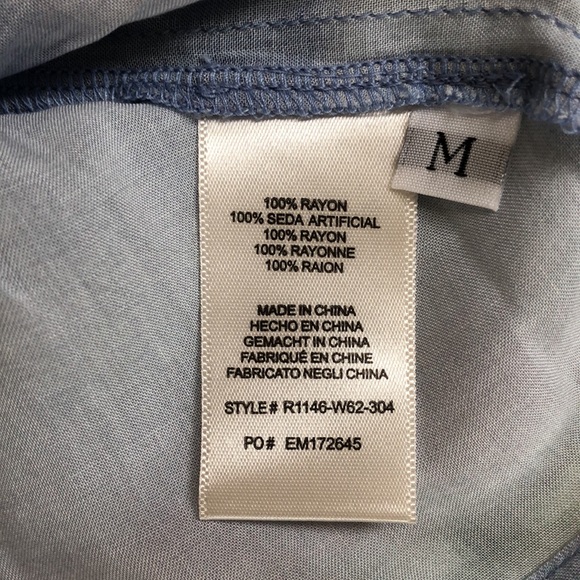 M
100% RAYON
100% SEDA ARTIFICIAL
100% RAYON
100% RAYONNE
100% RAION
MADE IN CHINA
HECHO EN CHINA
GEMACHT IN CHINA
FABRIQUÉ EN CHINE
FABRICATO NEGLI CHINA
STYLE# R1146-W62-304
PO# EM172645